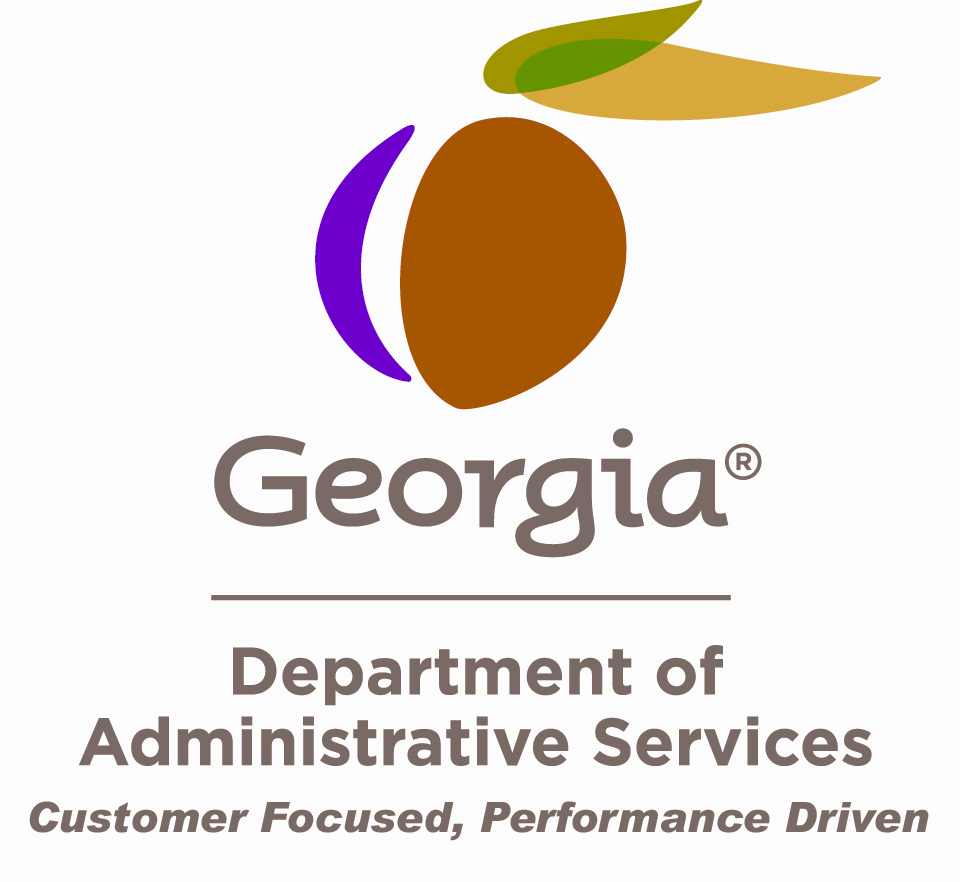 Georgia®
Department of
Administrative Services
Customer Focused, Performance Driven